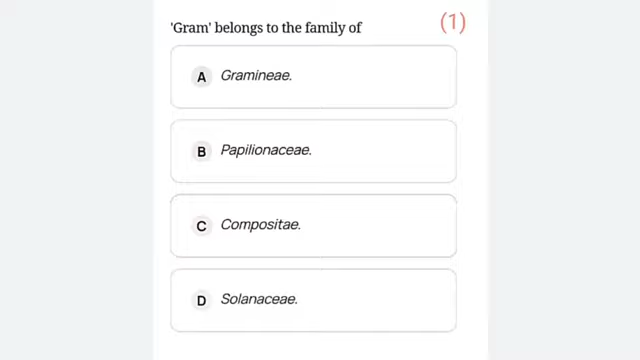 'Gram' belongs to the family of (1)
A Gramineae.
B Papilionaceae.
C Compositae.
D Solanaceae.